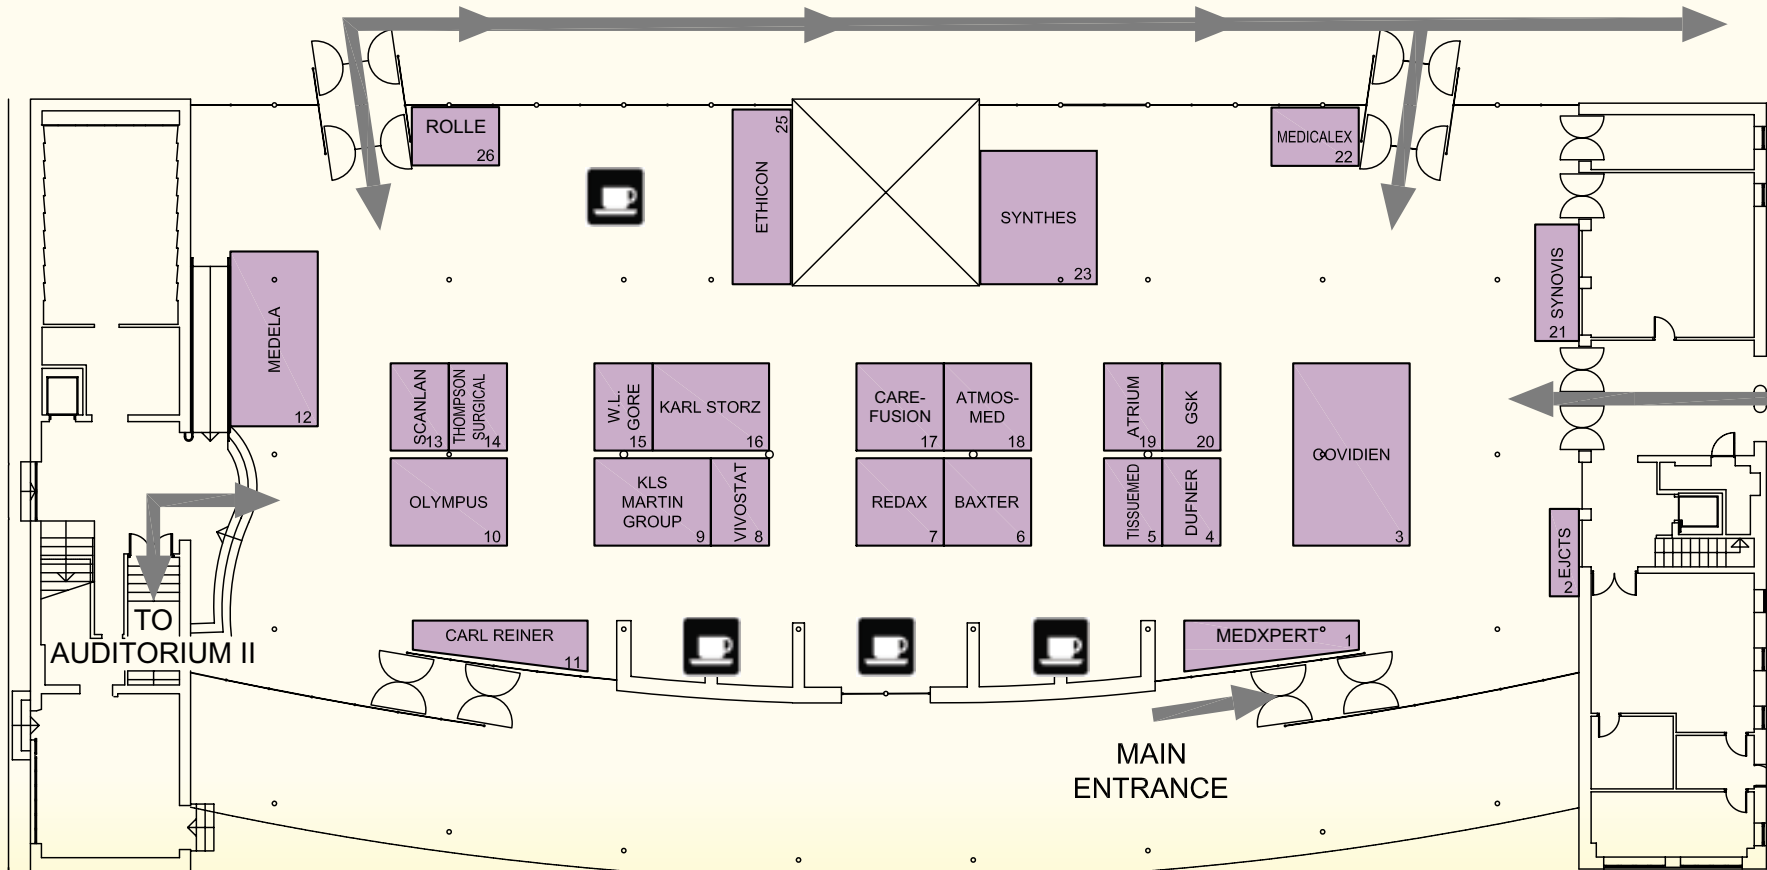 ROLLE
26
25
ETHICON
MEDICALEX
22
SYNTHES
23
SYNOVIS
21
MEDELA
12
SCANLAN
13
THOMPSON
SURGICAL
14
W.L.
GORE
15
KARL STORZ
16
CARE-
FUSION
17
ATMOS-
MED
18
ATRIUM
19
GSK
20
COVIDIEN
3
OLYMPUS
10
KLS
MARTIN
GROUP
9
VIVOSTAT
8
REDAX
7
BAXTER
6
TISSUEMED
5
DUFNER
4
EJCTS
2
TO
AUDITORIUM II
CARL REINER
11
MEDXPERT
1
MAIN
ENTRANCE